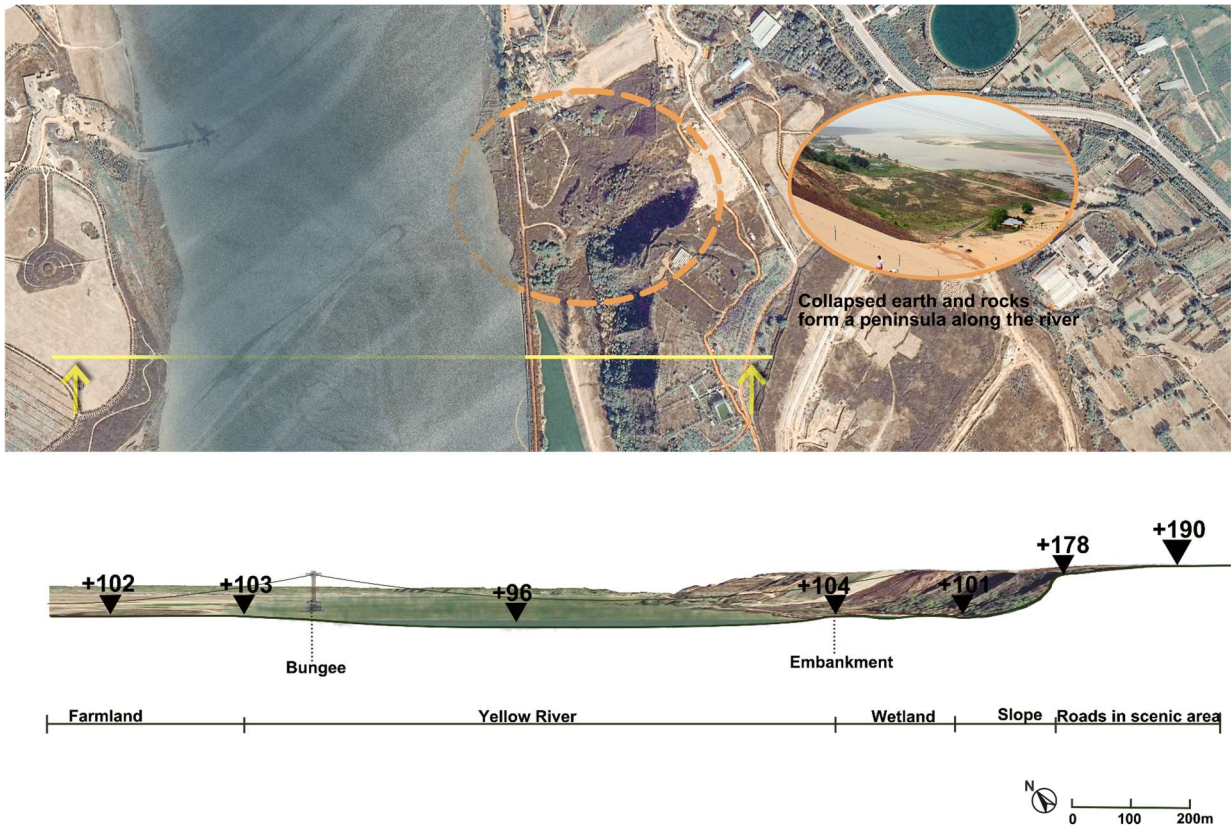 Collapsed earth and rocks
form a peninsula along the river
+102
+103
+96
+104
+101
+178
+190
Bungee
Embankment
Farmland
Yellow River
Wetland
Slope
Roads in scenic area
N
0
100
200m